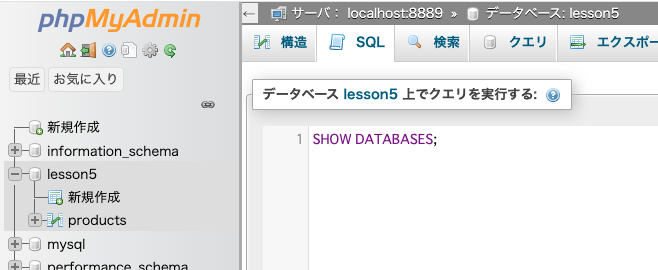 phpMyAdmin
最近 お気に入り
新規作成
information_schema
lesson5
新規作成
products
mysql
performance_schema
サーバ: localhost:8889 » データベース: lesson5
構造 SQL 検索 クエリ エクスポー
データベース lesson5 上でクエリを実行する:
1 SHOW DATABASES;